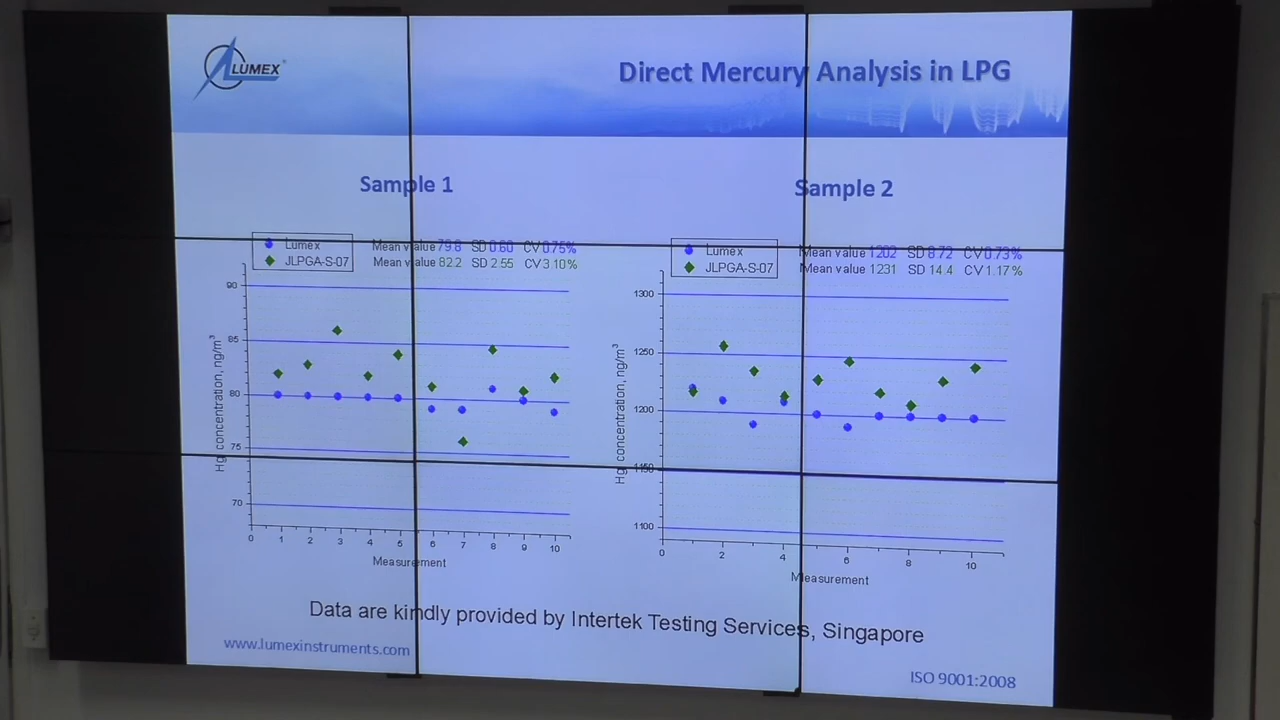 LUMEX®
Direct Mercury Analysis in LPG
Sample 1
Lumex
JLPGA-S-07
Mean value 79.8 SD 0.60 CV 0.75%
Mean value 82.2 SD 2.55 CV 3.10%
Hg concentration, ng/m³
90
85
80
75
70
0 1 2 3 4 5 6 7 8 9 10
Measurement
Sample 2
Lumex
JLPGA-S-07
Mean value 1202 SD 8.72 CV 0.73%
Mean value 1231 SD 14.4 CV 1.17%
Hg concentration, ng/m³
1300
1250
1200
1150
1100
0 2 4 6 8 10
Measurement
Data are kindly provided by Intertek Testing Services, Singapore
www.lumexinstruments.com
ISO 9001:2008